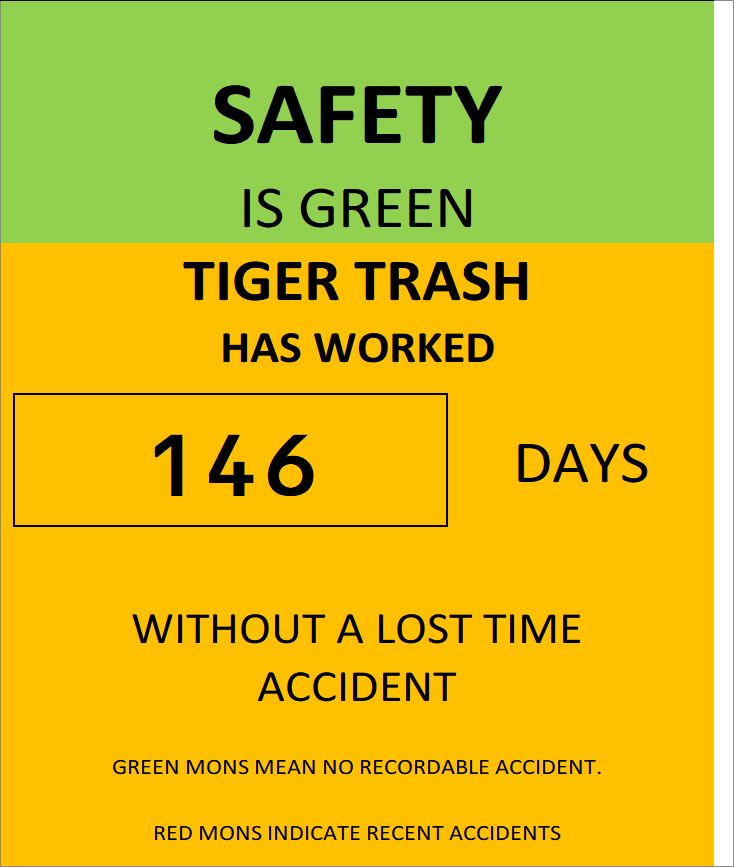 SAFETY
IS GREEN
TIGER TRASH
HAS WORKED
146 DAYS
WITHOUT A LOST TIME
ACCIDENT
GREEN MONS MEAN NO RECORDABLE ACCIDENT.
RED MONS INDICATE RECENT ACCIDENTS